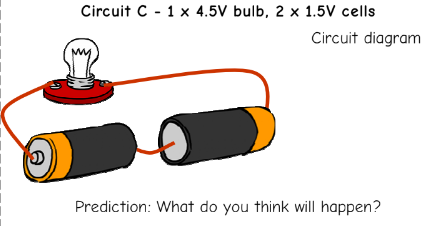 Circuit C - 1 x 4.5V bulb, 2 x 1.5V cells
Circuit diagram
Prediction: What do you think will happen?